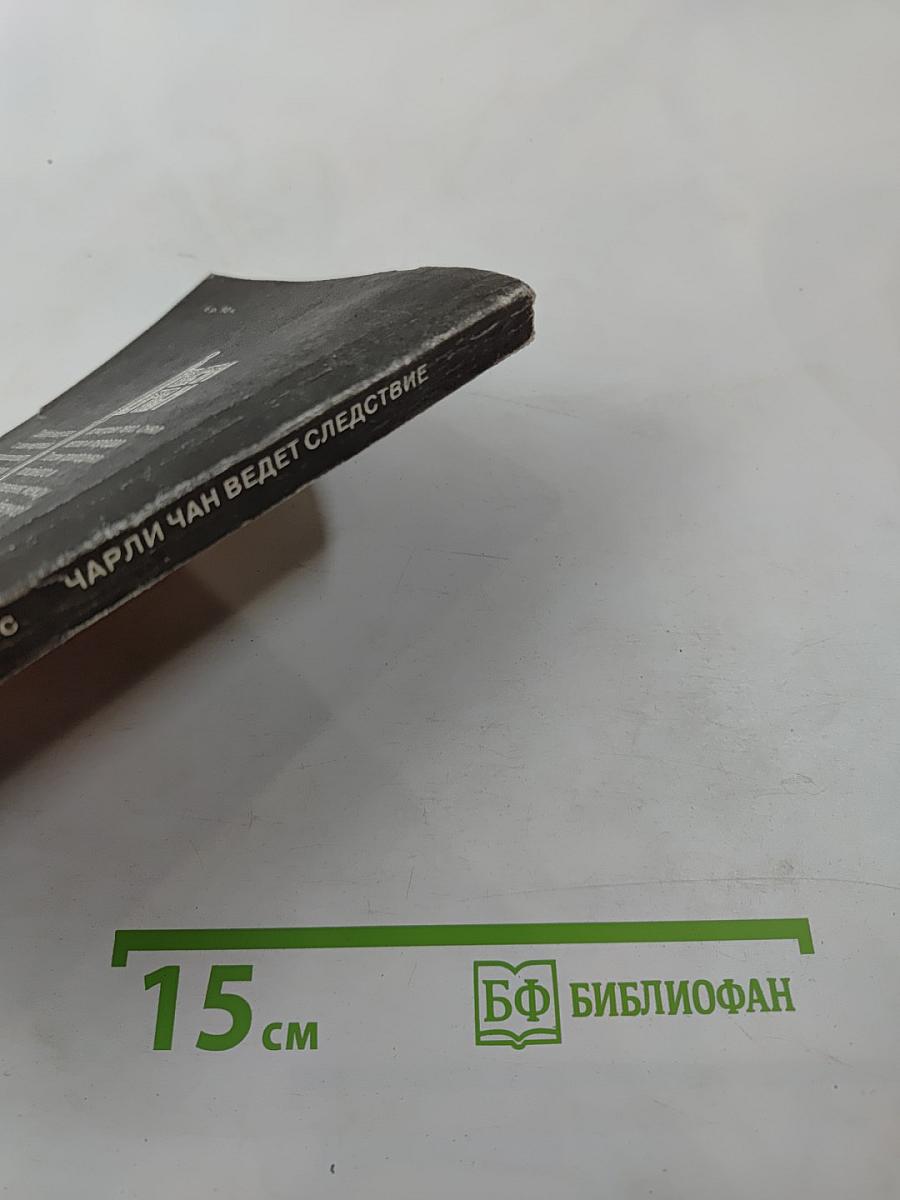 С ЧАРЛИ ЧАН ВЕДЕТ СЛЕДСТВИЕ
15 см
БФ БИБЛИОФАН